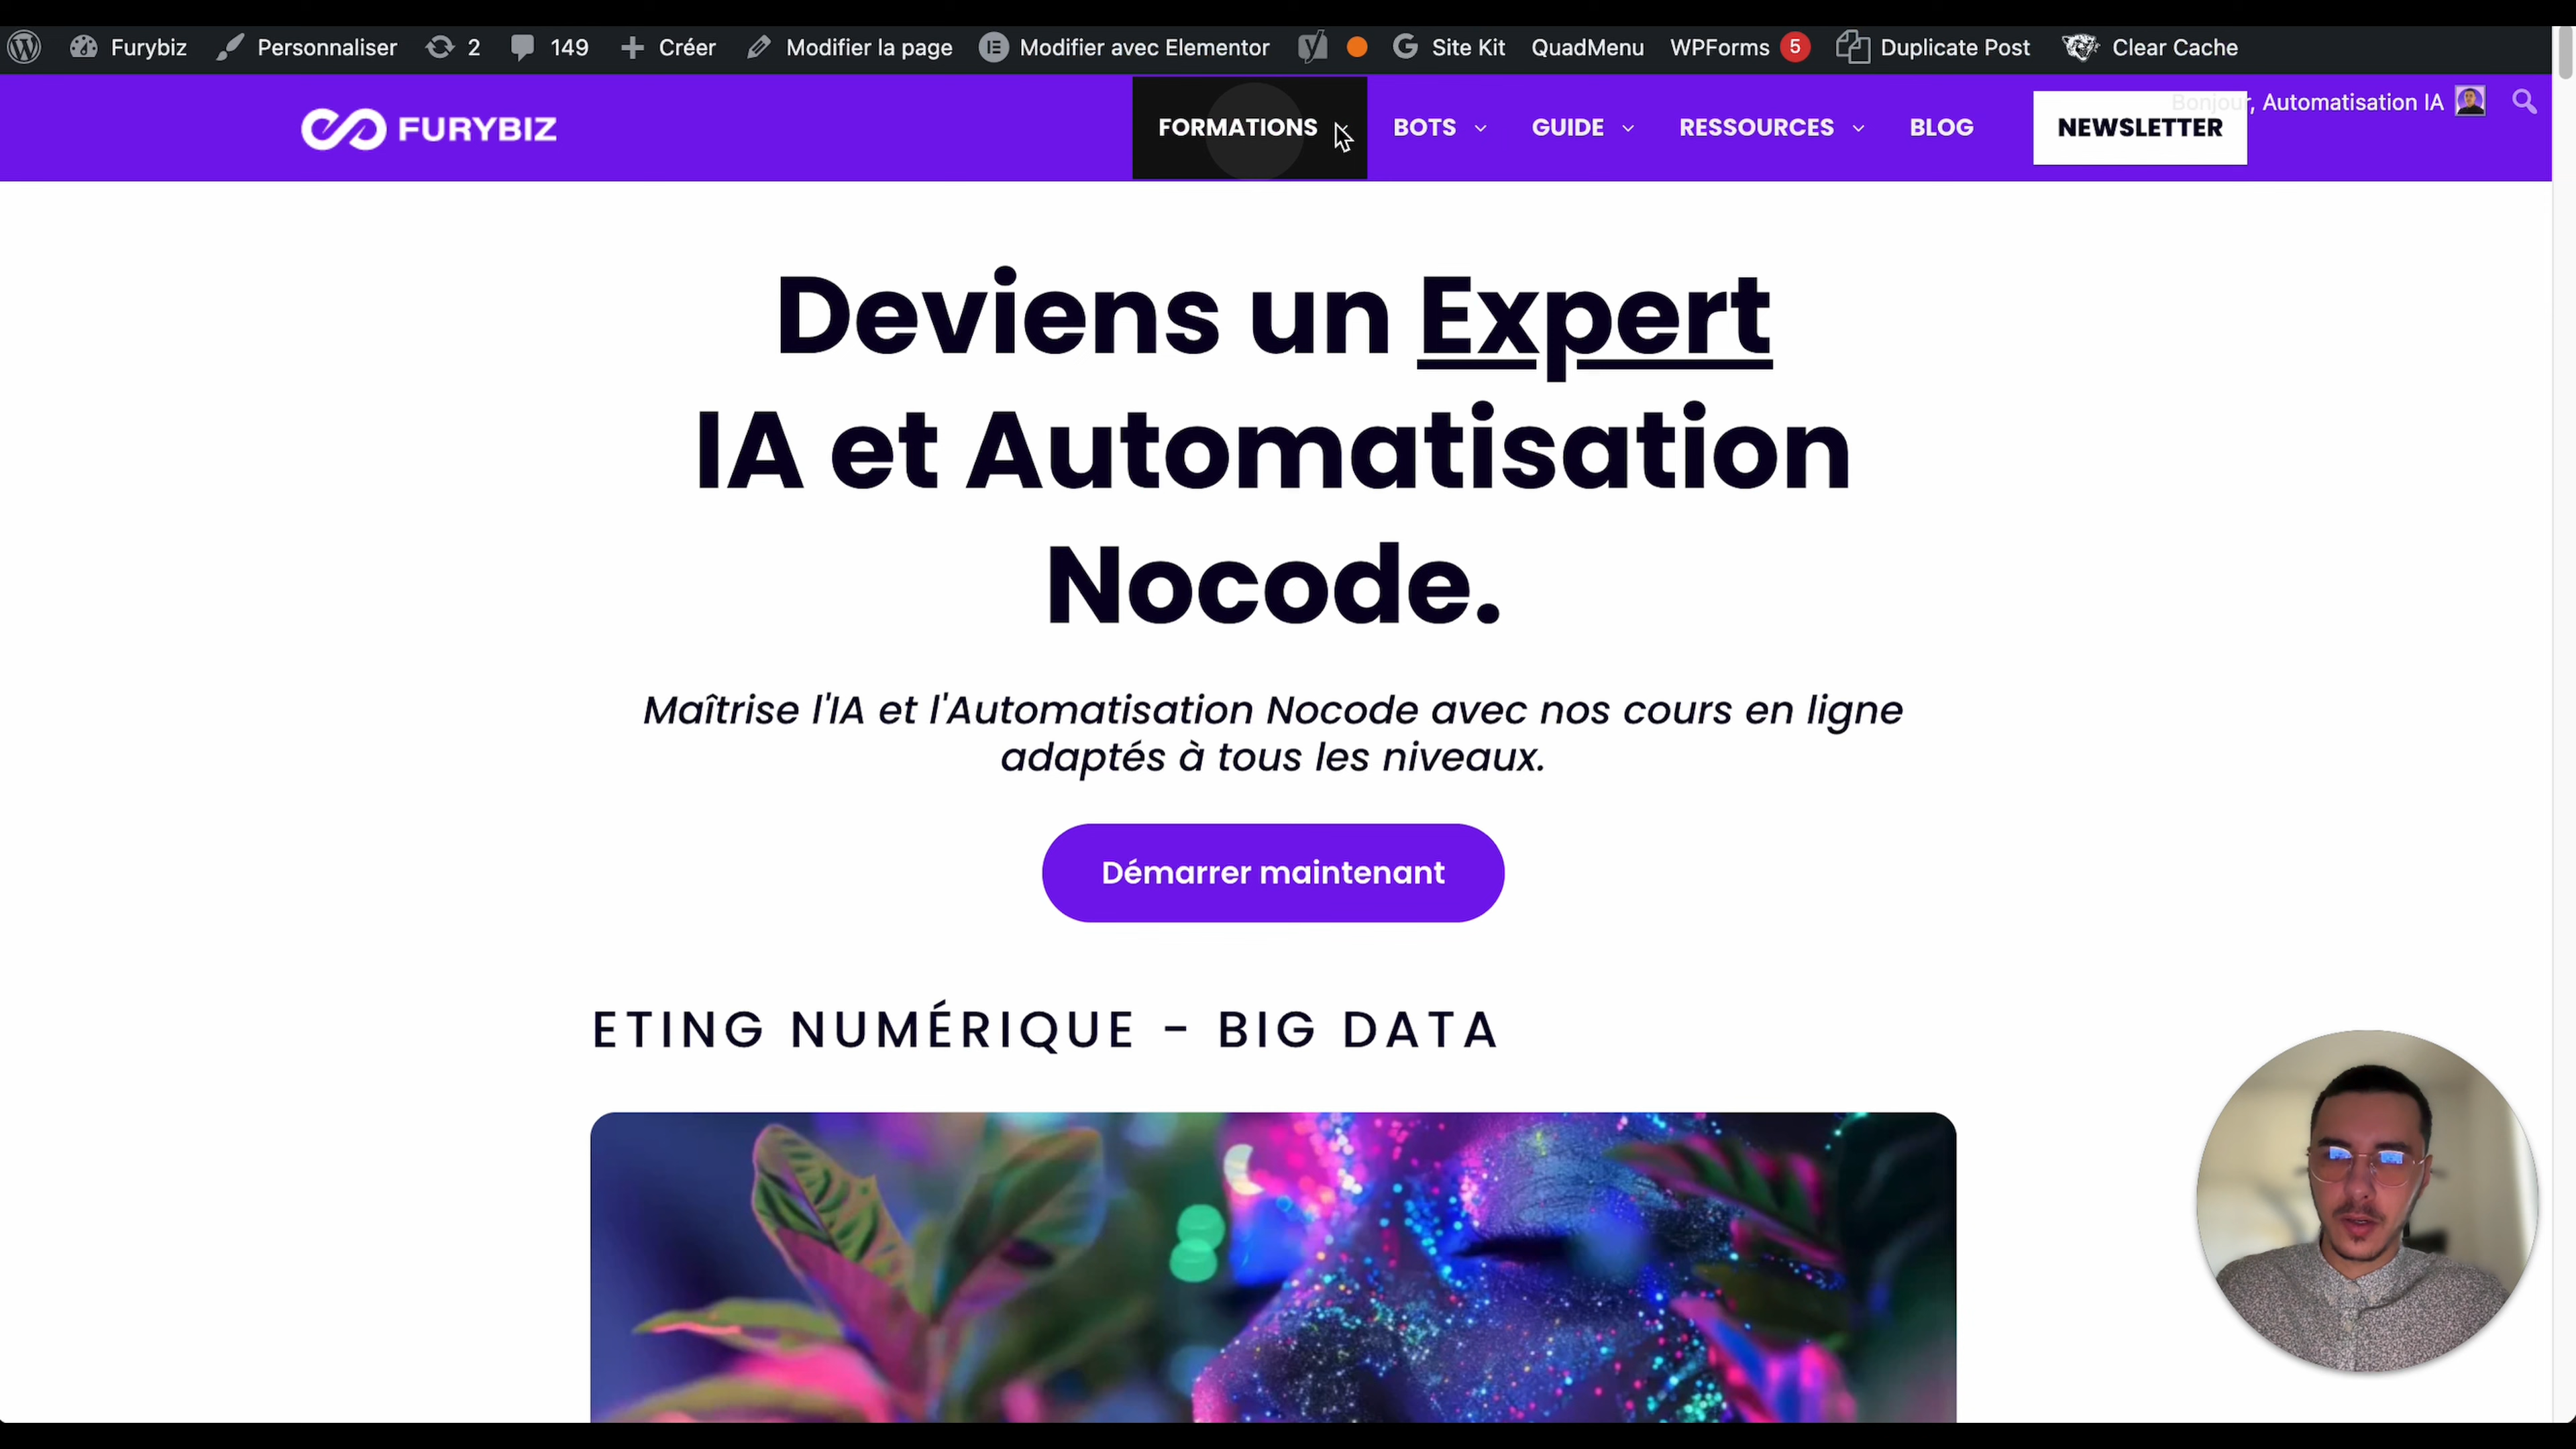 Furybiz Personnaliser 2 149 Créer Modifier la page Modifier avec Elementor Site Kit QuadMenu WPForms 5 Duplicate Post Clear Cache
Bonjour, Automatisation IA
FURYBIZ FORMATIONS BOTS GUIDE RESSOURCES BLOG NEWSLETTER
Deviens un Expert
IA et Automatisation
Nocode.
Maîtrise l'IA et l'Automatisation Nocode avec nos cours en ligne
adaptés à tous les niveaux.
Démarrer maintenant
ETING NUMÉRIQUE - BIG DATA